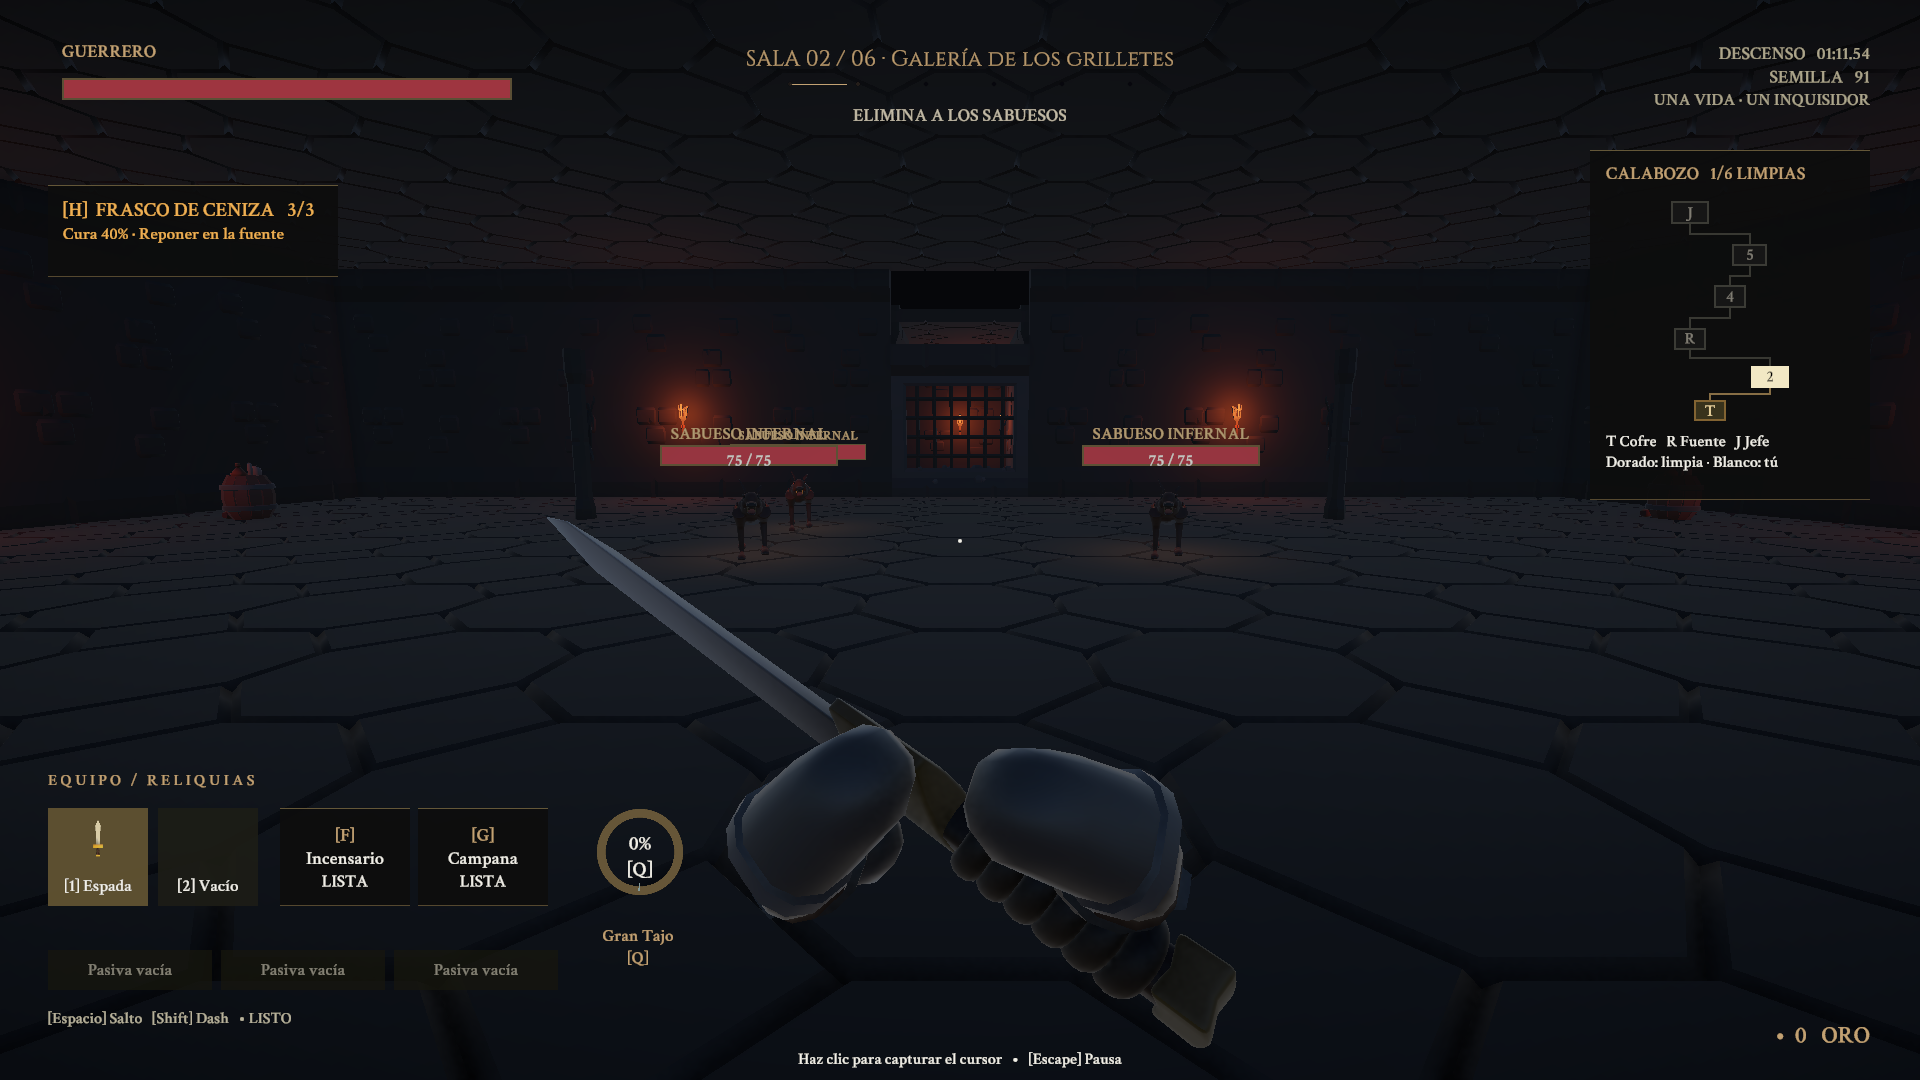 GUERRERO
SALA 02 / 06 · GALERÍA DE LOS GRILLETES
ELIMINA A LOS SABUESOS
DESCENSO 01:11.54
SEMILLA 91
UNA VIDA · UN INQUISIDOR
[H] FRASCO DE CENIZA 3/3
Cura 40% · Reponer en la fuente
CALABOZO 1/6 LIMPIAS
J
5
4
R
2
T
T Cofre R Fuente J Jefe
Dorado: limpia · Blanco: tú
SABUESO INFERNAL
75 / 75
SABUESO INFERNAL
SABUESO INFERNAL
75 / 75
EQUIPO / RELIQUIAS
[1] Espada
[2] Vacío
[F]
Incensario
LISTA
[G]
Campana
LISTA
0%
[Q]
Gran Tajo
[Q]
Pasiva vacía
Pasiva vacía
Pasiva vacía
[Espacio] Salto [Shift] Dash • LISTO
Haz clic para capturar el cursor • [Escape] Pausa
• 0 ORO